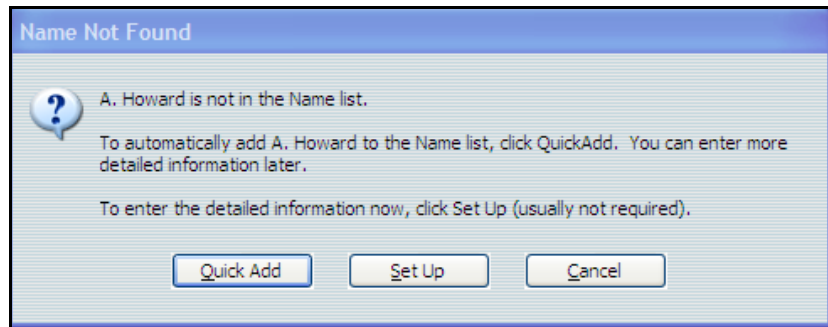 Name Not Found
A. Howard is not in the Name list.
To automatically add A. Howard to the Name list, click QuickAdd.  You can enter more
detailed information later.
To enter the detailed information now, click Set Up (usually not required).
Quick Add
Set Up
Cancel